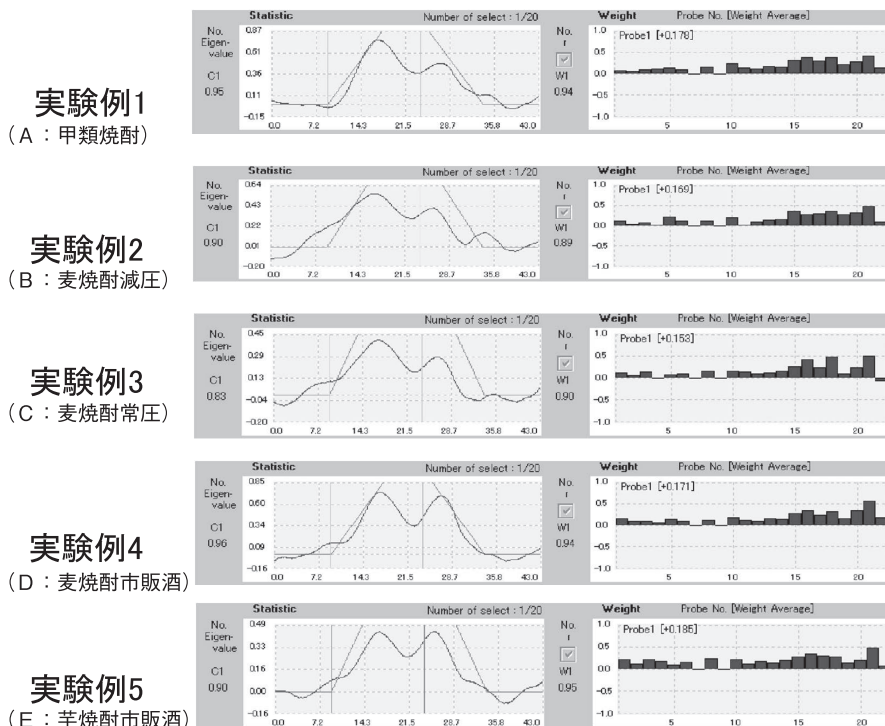 実験例1
(A:甲類焼酎)
Statistic Number of select : 1/20
No.
Eigen-
value
C1
0.95
0.87
0.51
0.36
0.11
-0.15
0.0 7.2 14.3 21.5 28.7 35.8 43.0
No.
r
W1
0.94
Weight Probe No. [Weight Average]
Probe1 [+0.178]
1.0
0.5
0.0
-0.5
-1.0
5 10 15 20
実験例2
(B:麦焼酎減圧)
Statistic Number of select : 1/20
No.
Eigen-
value
C1
0.90
0.64
0.43
0.22
0.01
-0.20
0.0 7.2 14.3 21.5 28.7 35.8 43.0
No.
r
W1
0.89
Weight Probe No. [Weight Average]
Probe1 [+0.169]
1.0
0.5
0.0
-0.5
-1.0
5 10 15 20
実験例3
(C:麦焼酎常圧)
Statistic Number of select : 1/20
No.
Eigen-
value
C1
0.83
0.45
0.29
0.13
-0.04
-0.20
0.0 7.2 14.3 21.5 28.7 35.8 43.0
No.
r
W1
0.90
Weight Probe No. [Weight Average]
Probe1 [+0.153]
1.0
0.5
0.0
-0.5
-1.0
5 10 15 20
実験例4
(D:麦焼酎市販酒)
Statistic Number of select : 1/20
No.
Eigen-
value
C1
0.96
0.85
0.60
0.34
0.09
-0.16
0.0 7.2 14.3 21.5 28.7 35.8 43.0
No.
r
W1
0.94
Weight Probe No. [Weight Average]
Probe1 [+0.171]
1.0
0.5
0.0
-0.5
-1.0
5 10 15 20
実験例5
(E:芋焼酎市販酒)
Statistic Number of select : 1/20
No.
Eigen-
value
C1
0.90
0.49
0.33
0.16
0.00
-0.16
0.0 7.2 14.3 21.5 28.7 35.8 43.0
No.
r
W1
0.95
Weight Probe No. [Weight Average]
Probe1 [+0.185]
1.0
0.5
0.0
-0.5
-1.0
5 10 15 20